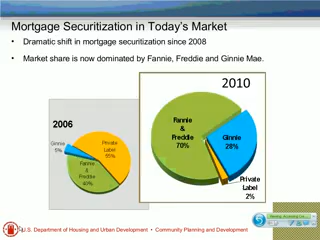 Mortgage Securitization in Today's Market
• Dramatic shift in mortgage securitization since 2008
• Market share is now dominated by Fannie, Freddie and Ginnie Mae.
2006
Ginnie
5%
Private
Label
55%
Fannie
&
Freddie
40%
2010
Fannie
&
Freddie
70%
Ginnie
28%
Private
Label
2%
U.S. Department of Housing and Urban Development • Community Planning and Development